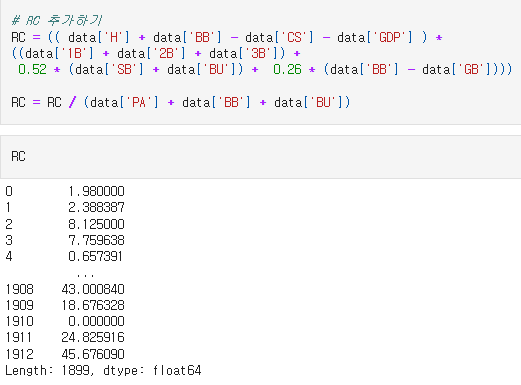 # RC 추가하기
RC = (( data['H'] + data['BB'] - data['CS'] - data['GDP'] ) *
((data['1B'] + data['2B'] + data['3B']) +
0.52 * (data['SB'] + data['BU']) + 0.26 * (data['BB'] - data['GB'])))
RC = RC / (data['PA'] + data['BB'] + data['BU'])
RC
0 1.980000
1 2.388387
2 8.125000
3 7.759638
4 0.657391
...
1908 43.000840
1909 18.676328
1910 0.000000
1911 24.825916
1912 45.676090
Length: 1899, dtype: float64